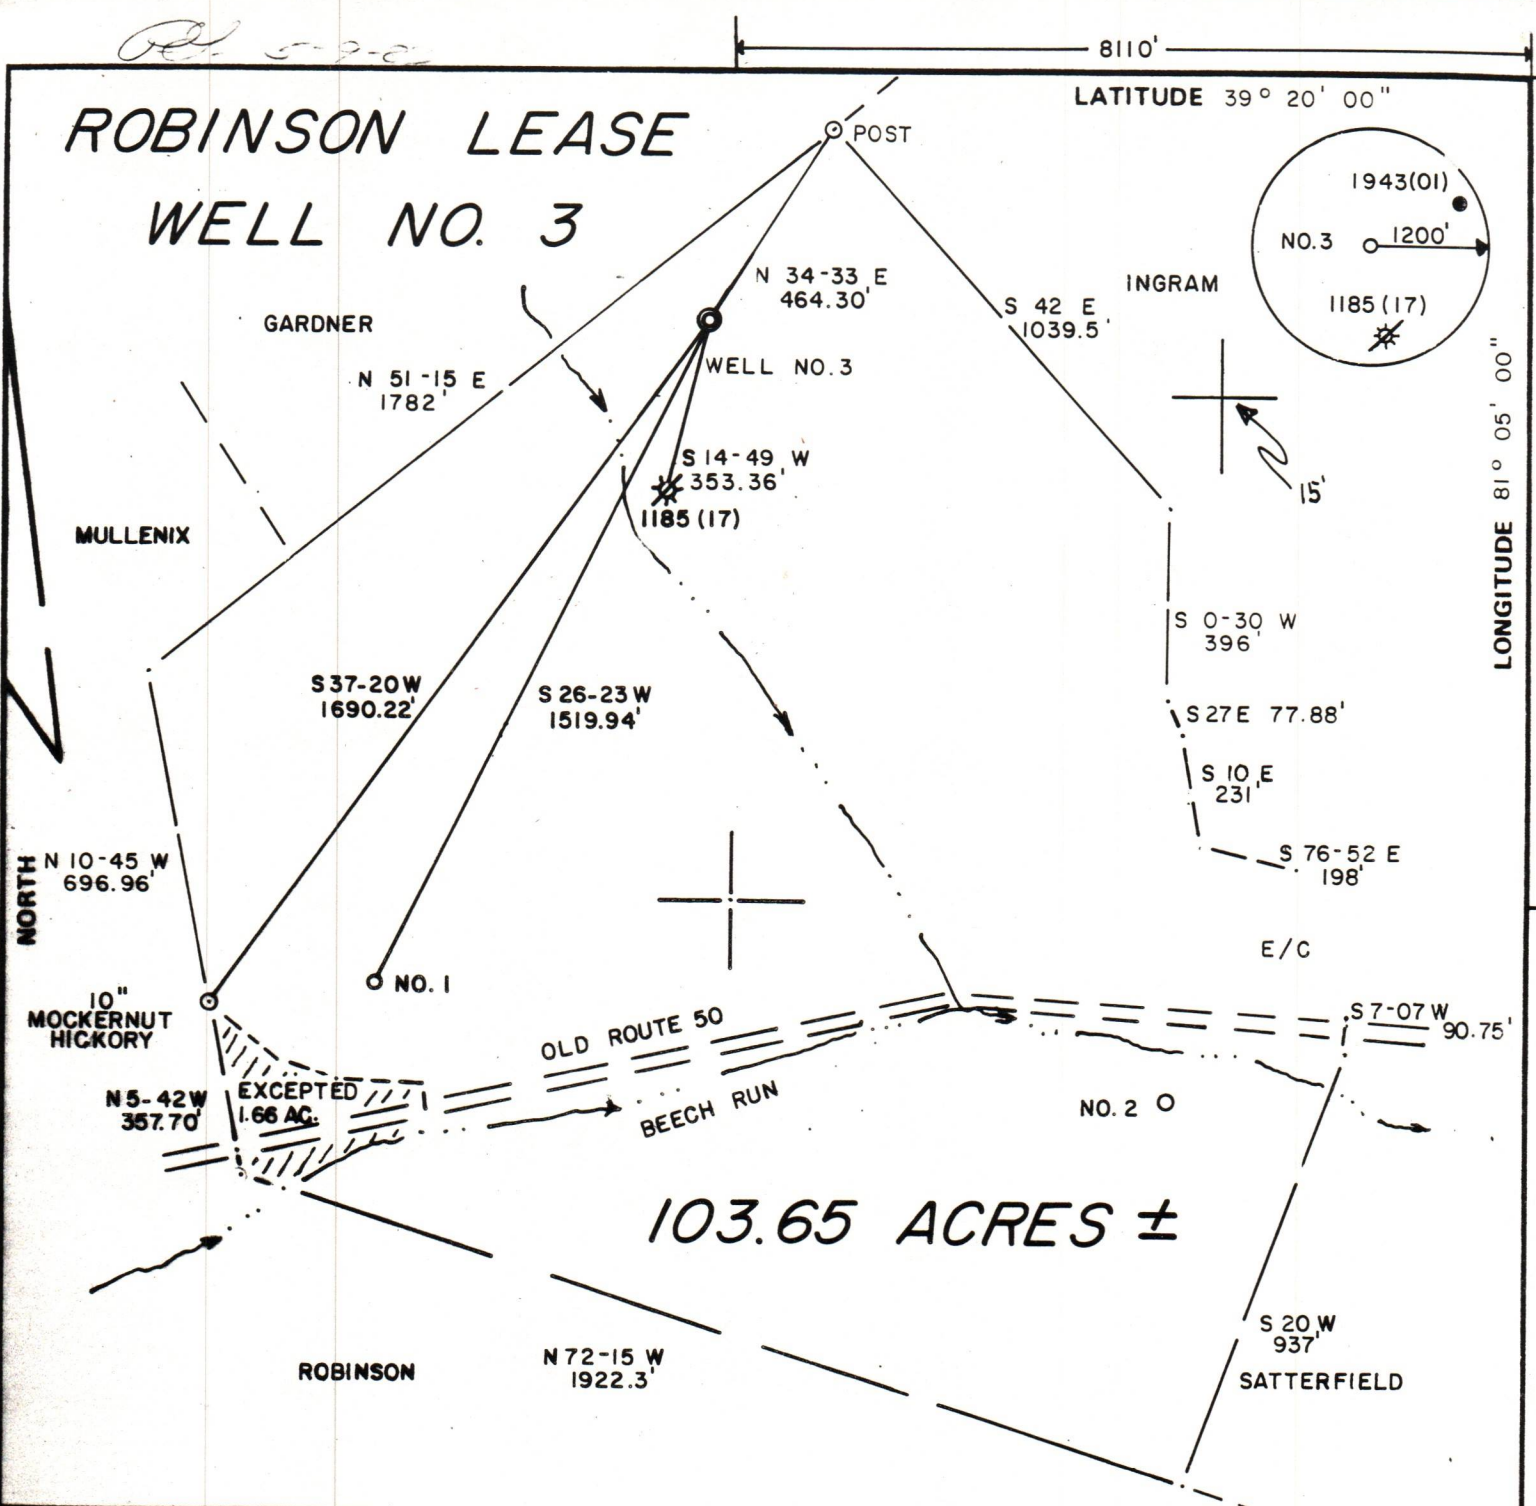 5-9-8
8110'
LATITUDE 39° 20' 00"
ROBINSON LEASE
WELL NO. 3
POST
1943(01)
NO.3
1200'
1185(17)
INGRAM
N 34-33 E
464.30'
S 42 E
1039.5'
GARDNER
WELL NO.3
N 51-15 E
1782'
LONGITUDE 81° 05' 00"
15'
S 14-49 W
353.36'
1185(17)
MULLENIX
S 0-30 W
396'
S37-20W
1690.22'
S 26-23 W
1519.94'
S27E 77.88'
S 10 E
231'
N 10-45 W
696.96'
S 76-52 E
198'
NORTH
E/C
NO. 1
10"
MOCKERNUT
HICKORY
OLD ROUTE 50
S 7-07 W
90.75'
N5-42W
357.70'
EXCEPTED
1.66 AC.
BEECH RUN
NO. 2
103.65 ACRES ±
S 20 W
937'
SATTERFIELD
ROBINSON
N 72-15 W
1922.3'